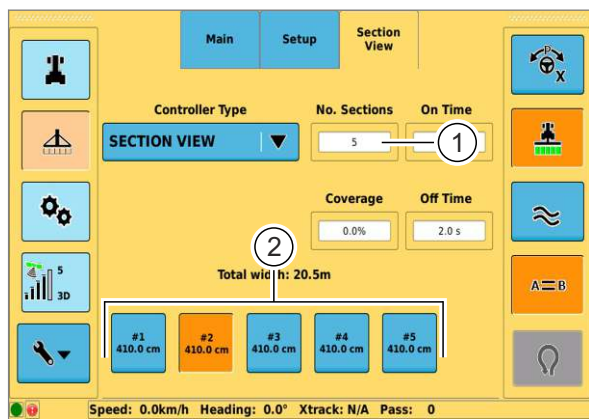 Main
Setup
Section
View
P
X
Controller Type
No. Sections
On Time
SECTION VIEW
5
1
Coverage
Off Time
0.0%
2.0 s
2
5
3D
Total width: 20.5m
A=B
#1
410.0 cm
#2
410.0 cm
#3
410.0 cm
#4
410.0 cm
#5
410.0 cm
Speed: 0.0km/h Heading: 0.0° Xtrack: N/A Pass: 0